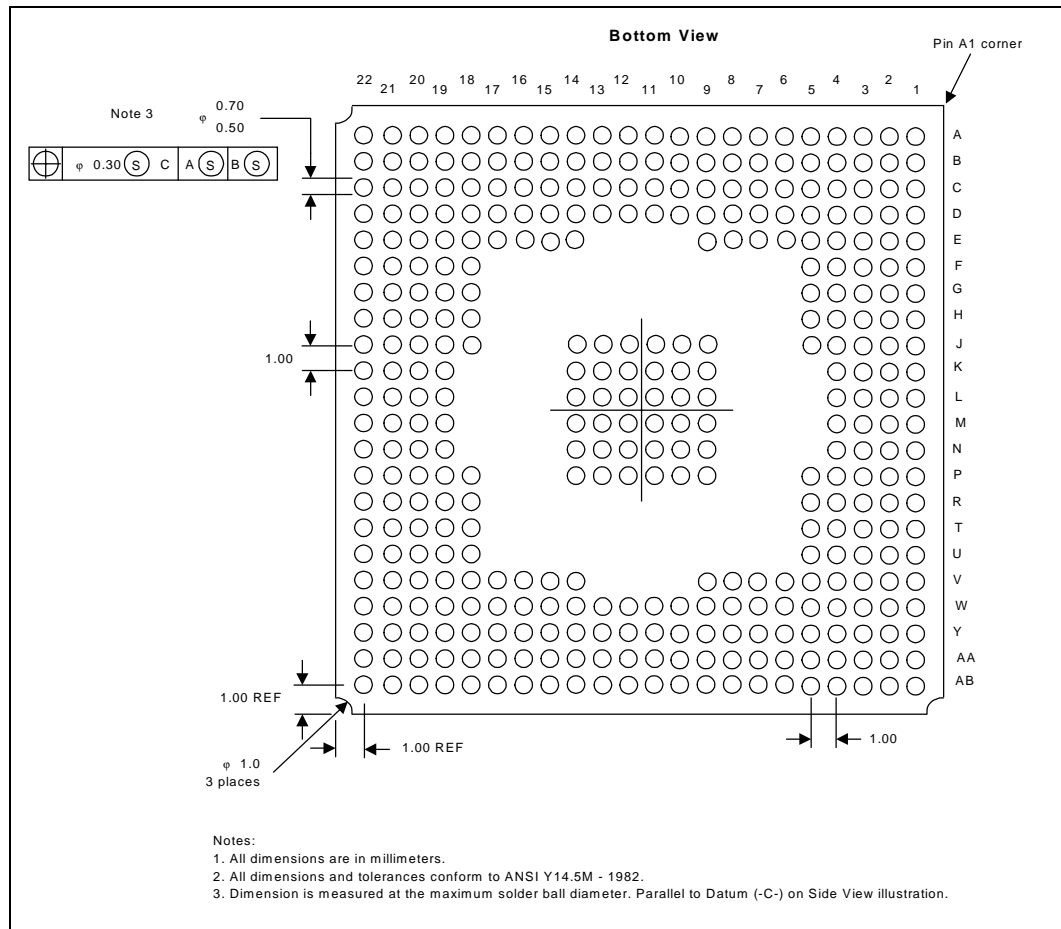 Bottom View
Pin A1 corner
22 20 18 16 14 12 10 8 6 4 2
21 19 17 15 13 11 9 7 5 3 1
Note 3
φ 0.70
0.50
φ 0.30 S C A S B S
A
B
C
D
E
F
G
H
J
1.00
K
L
M
N
P
R
T
U
V
W
Y
AA
AB
1.00 REF
1.00 REF
1.00
φ 1.0
3 places
Notes:
1. All dimensions are in millimeters.
2. All dimensions and tolerances conform to ANSI Y14.5M - 1982.
3. Dimension is measured at the maximum solder ball diameter. Parallel to Datum (-C-) on Side View illustration.